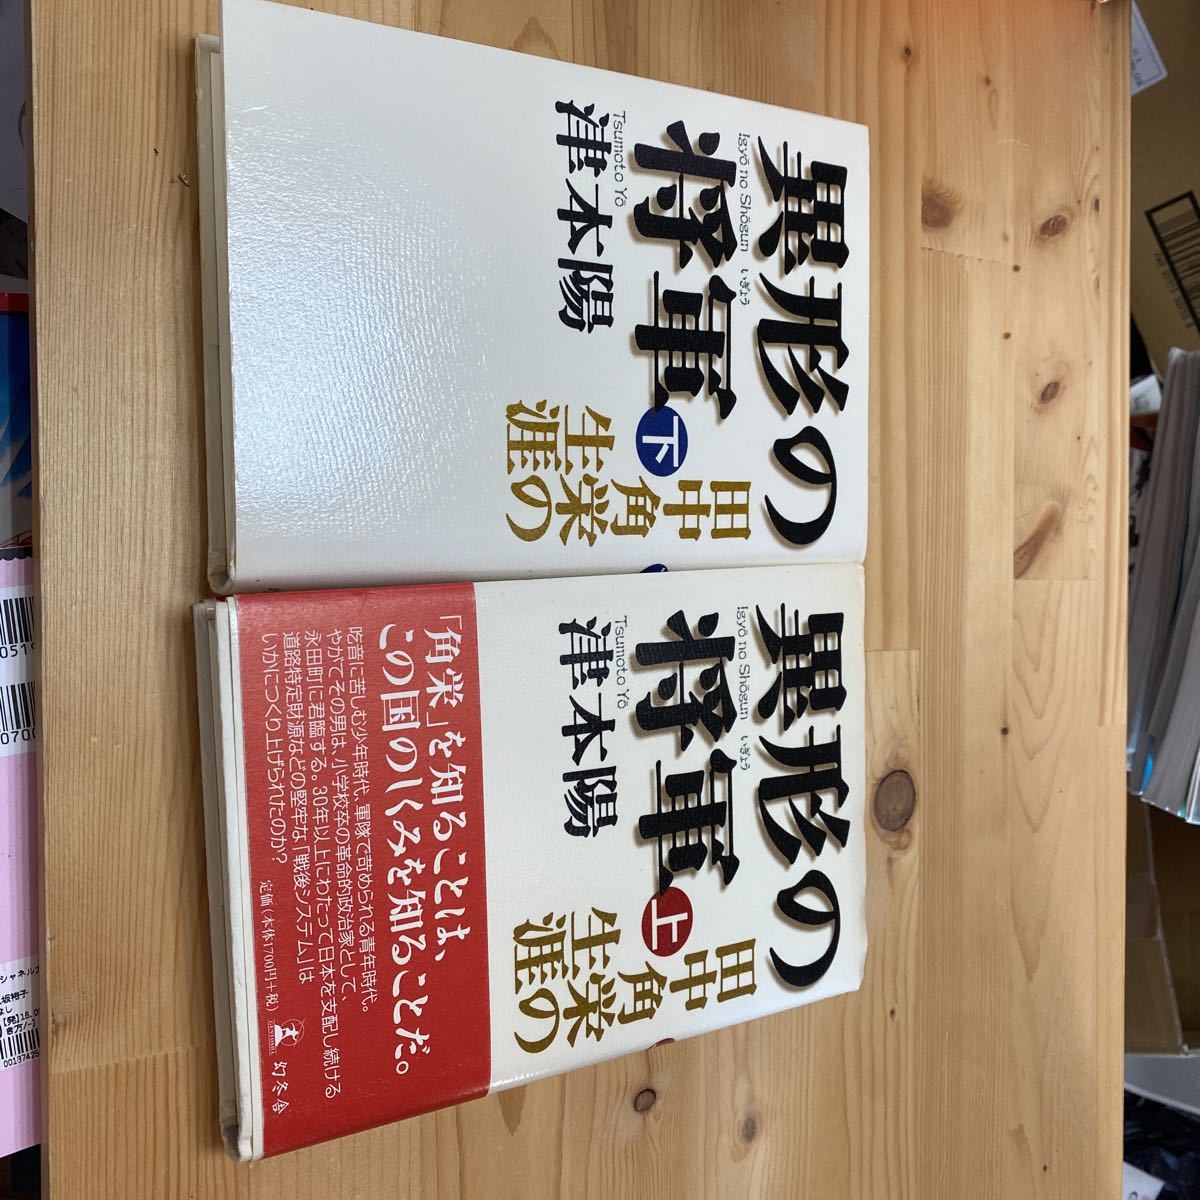 異形の
Igyō no Shōgun いぎょう
将軍
下
田中角栄の
生涯
Tsumoto Yō
津本陽
異形の
Igyō no Shōgun いぎょう
将軍
上
田中角栄の
生涯
Tsumoto Yō
津本陽
「角栄」を知ることは、
この国のしくみを知ることだ。
吃音に苦しむ少年時代、軍隊で苛められる青年時代。
やがてその男は、小学校卒の革命的政治家として、
永田町に君臨する。30年以上にわたって日本を支配し続ける
道路特定財源などの堅牢な「戦後システム」は
いかにつくり上げられたのか?
定価(本体1700円+税)
GENTOSHA
幻冬舎